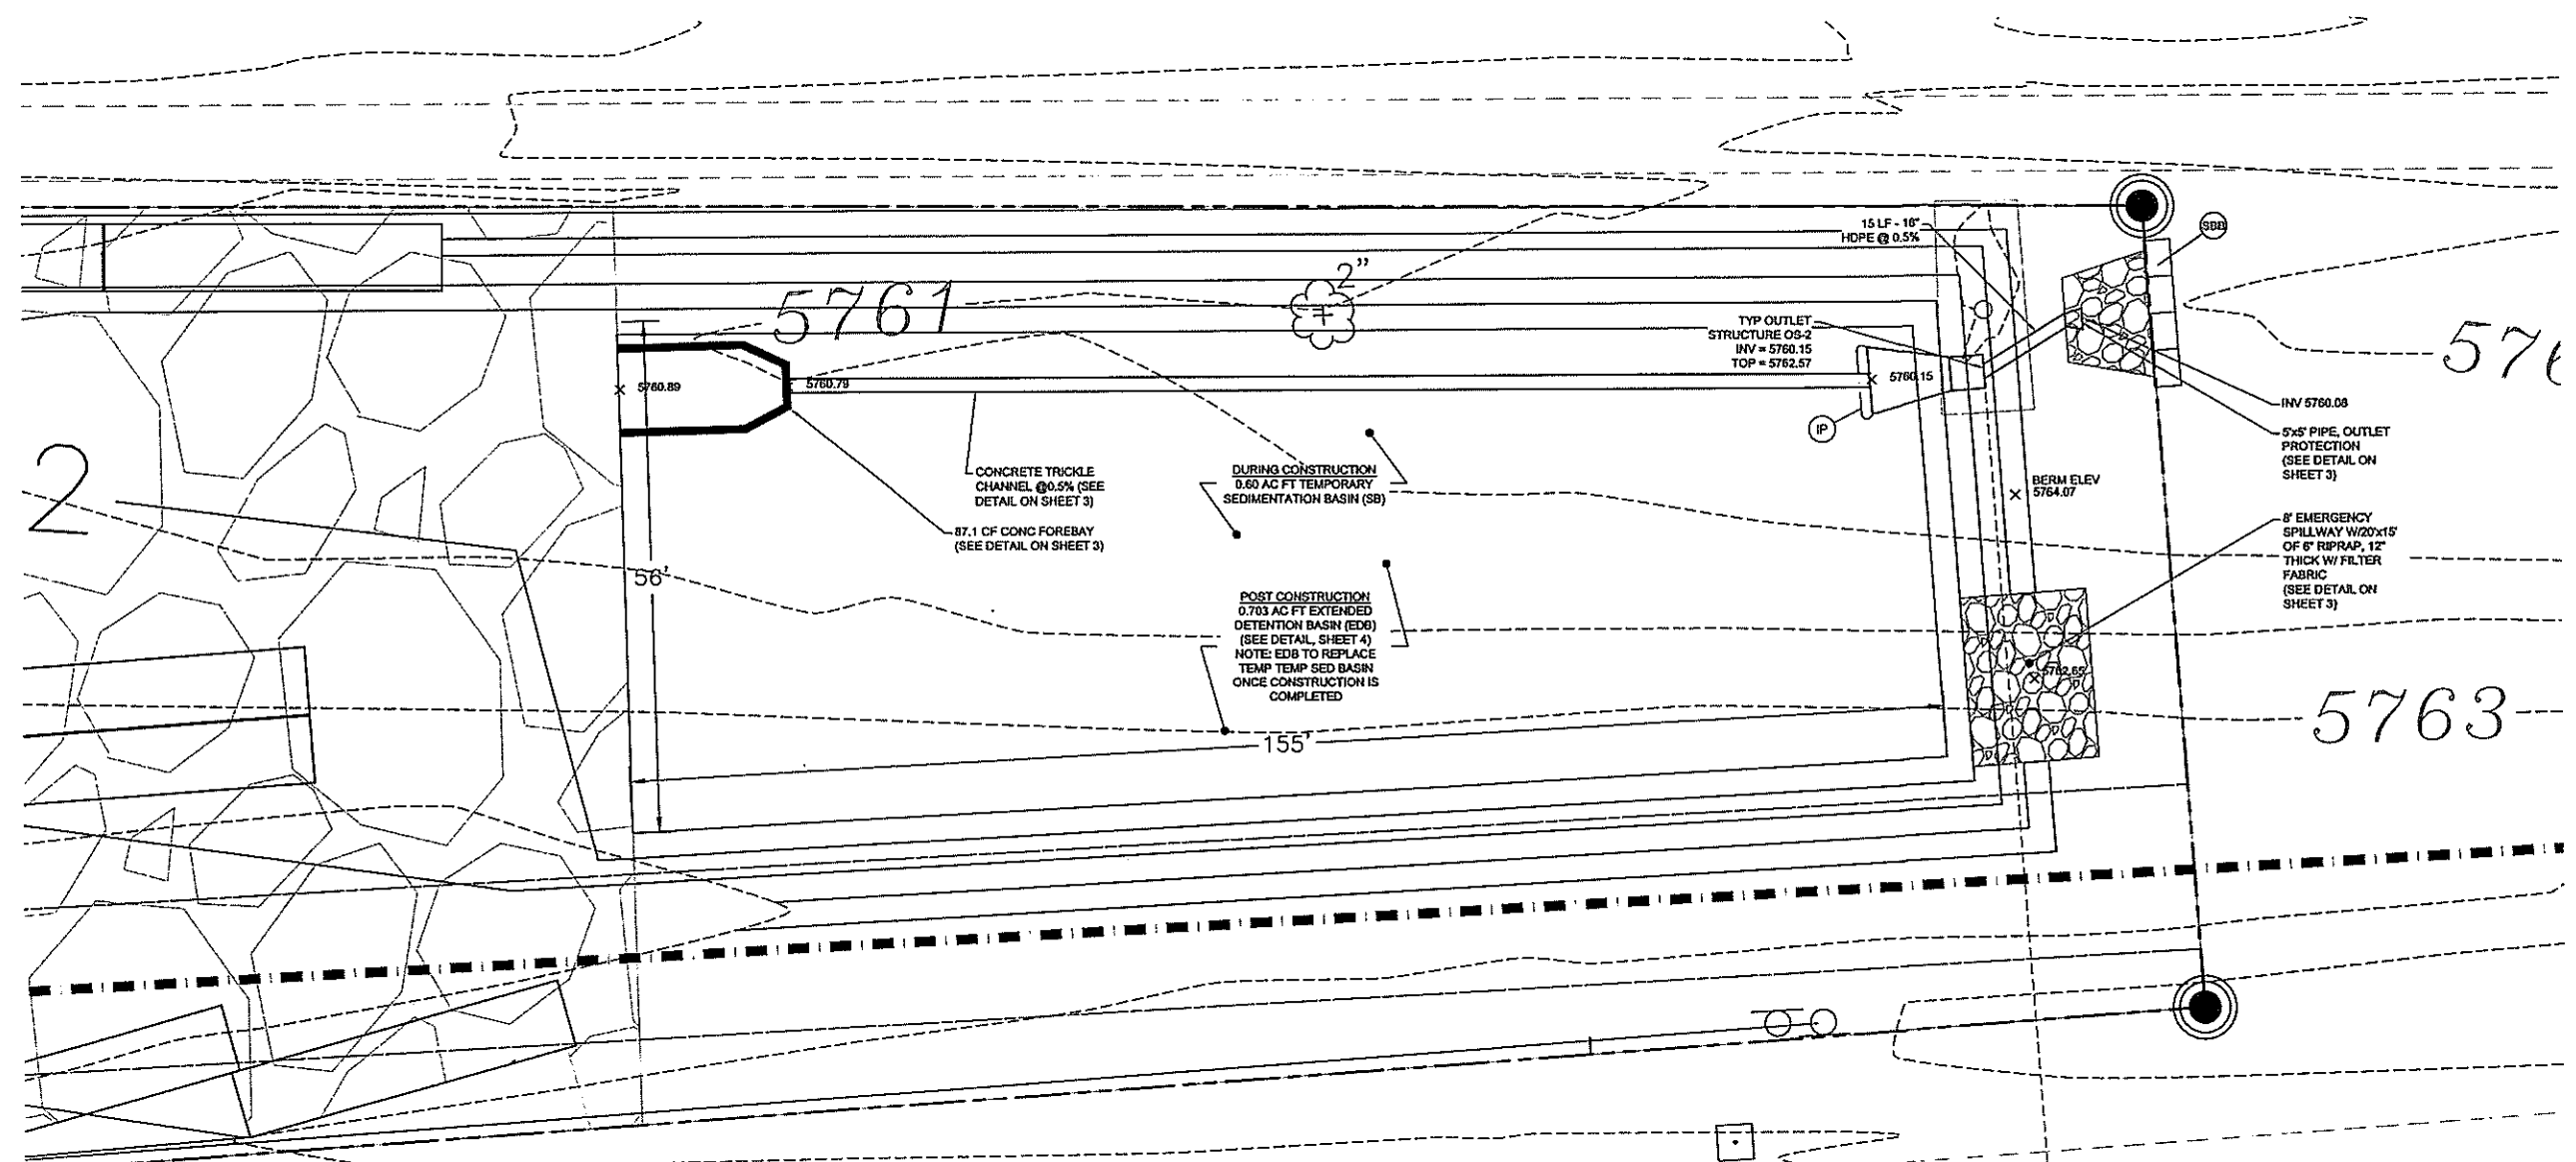 15 LF - 18"
HDPE @ 0.5%
SBB
2"
5761
TYP OUTLET
STRUCTURE OS-2
INV = 5760.15
TOP = 5762.57
5760.89
5760.79
5760.15
IP
INV 5760.08
5'x5' PIPE, OUTLET
PROTECTION
(SEE DETAIL ON
SHEET 3)
2
CONCRETE TRICKLE
CHANNEL @0.5% (SEE
DETAIL ON SHEET 3)
DURING CONSTRUCTION
0.60 AC FT TEMPORARY
SEDIMENTATION BASIN (SB)
BERM ELEV
5764.07
87.1 CF CONC FOREBAY
(SEE DETAIL ON SHEET 3)
8' EMERGENCY
SPILLWAY W/20'x15'
OF 6" RIPRAP, 12"
THICK W/ FILTER
FABRIC
(SEE DETAIL ON
SHEET 3)
56'
POST CONSTRUCTION
0.703 AC FT EXTENDED
DETENTION BASIN (EDB)
(SEE DETAIL, SHEET 4)
NOTE: EDB TO REPLACE
TEMP TEMP SED BASIN
ONCE CONSTRUCTION IS
COMPLETED
5762.65
5763
155'